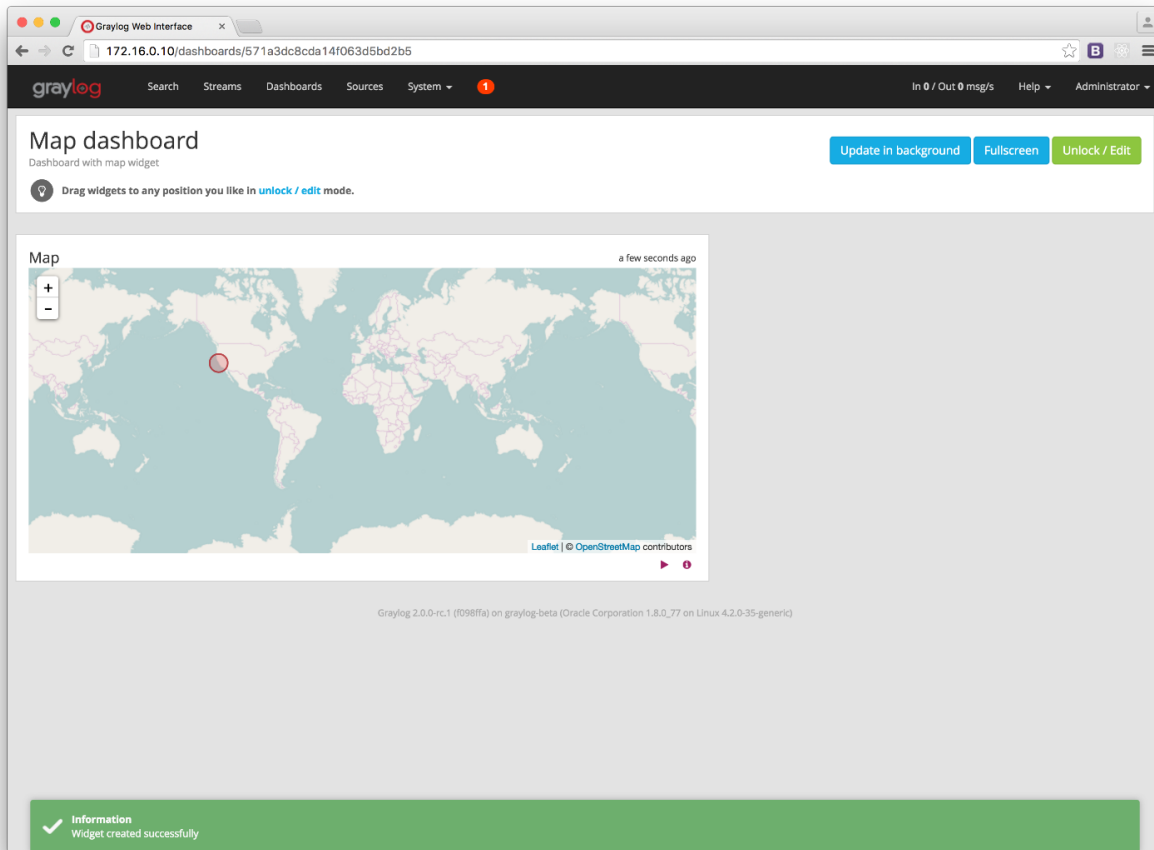 Graylog Web Interface
172.16.0.10/dashboards/571a3dc8cda14f063d5bd2b5
B
graylog Search Streams Dashboards Sources System 1 In 0 / Out 0 msg/s Help Administrator
Map dashboard
Dashboard with map widget
Update in background Fullscreen Unlock / Edit
Drag widgets to any position you like in unlock / edit mode.
Map a few seconds ago
+
-
Leaflet | © OpenStreetMap contributors
Graylog 2.0.0-rc.1 (f098ffa) on graylog-beta (Oracle Corporation 1.8.0_77 on Linux 4.2.0-35-generic)
Information
Widget created successfully